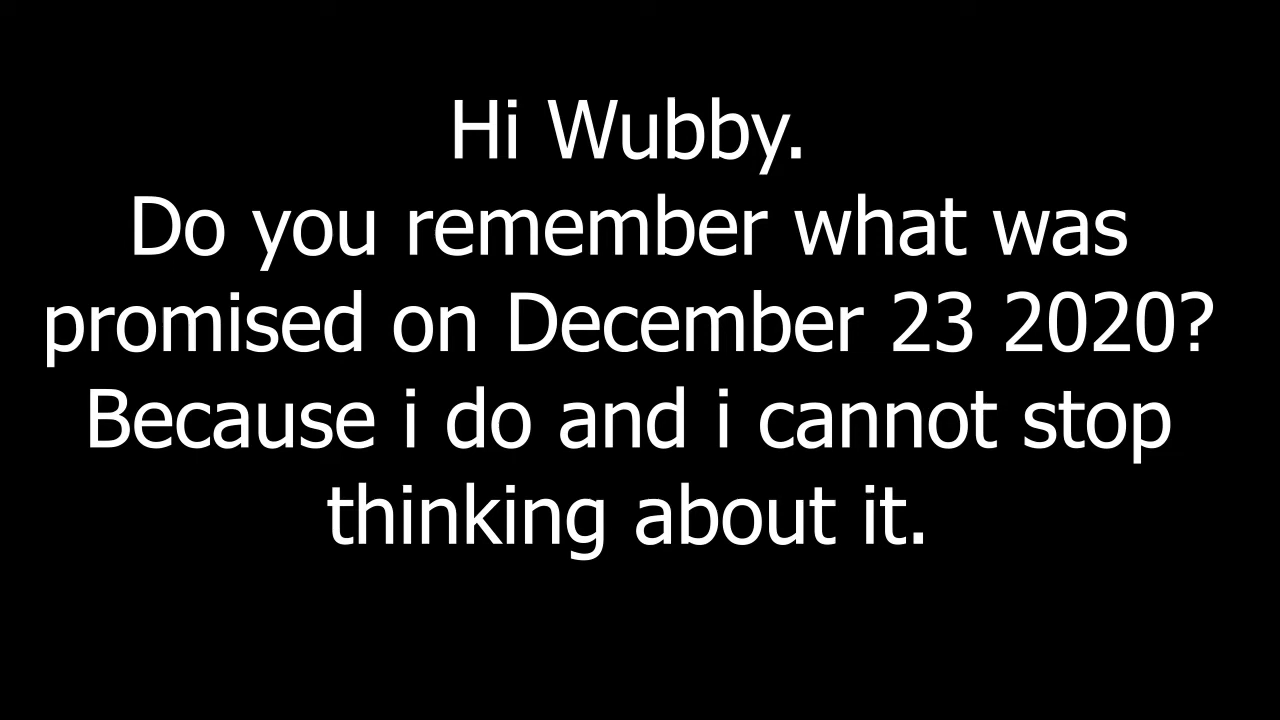 Hi Wubby.
Do you remember what was
promised on December 23 2020?
Because i do and i cannot stop
thinking about it.